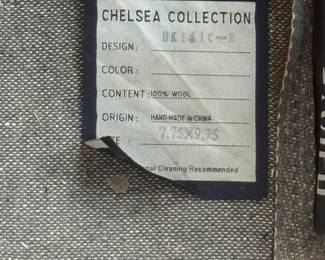 CHELSEA COLLECTION
HK141C-8
DESIGN:
COLOR:
CONTENT: 100% WOOL
ORIGIN: HAND MADE IN CHINA
7.75X9.75
Cleaning Recommended